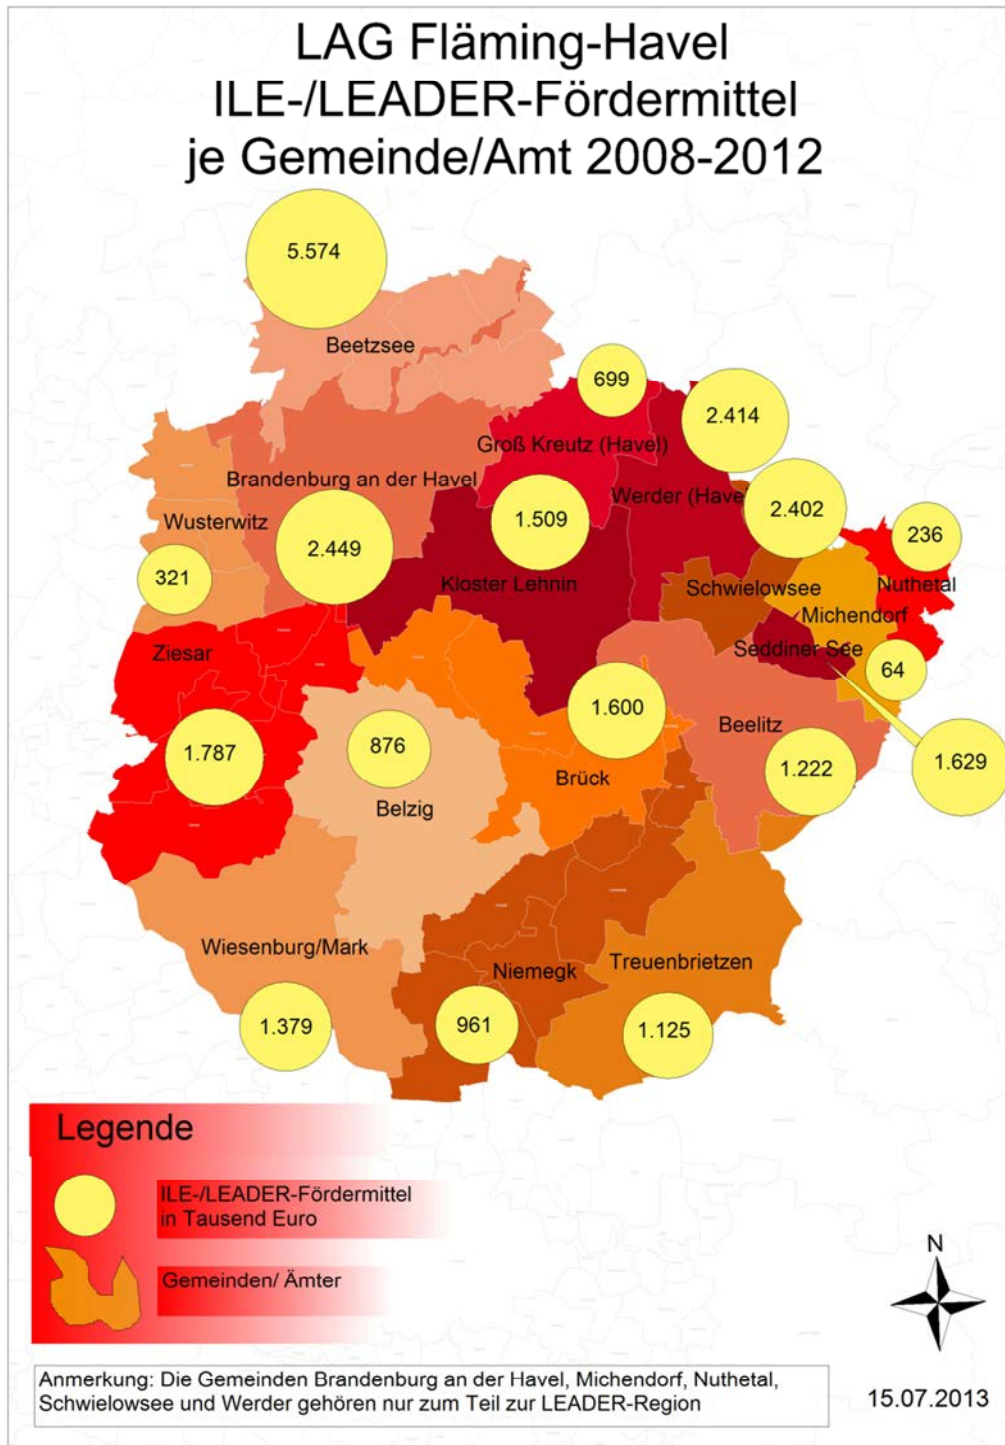 LAG Fläming-Havel
ILE-/LEADER-Fördermittel
je Gemeinde/Amt 2008-2012
5.574
Beetzsee
699
2.414
Groß Kreutz (Havel)
Brandenburg an der Havel
Werder (Have
Wusterwitz
1.509
2.402
2.449
236
321
Kloster Lehnin
Schwielowsee
Nuthetal
Michendorf
Ziesar
Seddiner See
64
1.600
1.787
876
Beelitz
1.222
1.629
Brück
Belzig
Wiesenburg/Mark
Niemegk
Treuenbrietzen
1.379
961
1.125
Legende
ILE-/LEADER-Fördermittel
in Tausend Euro
Gemeinden/ Ämter
N
Anmerkung: Die Gemeinden Brandenburg an der Havel, Michendorf, Nuthetal,
Schwielowsee und Werder gehören nur zum Teil zur LEADER-Region
15.07.2013